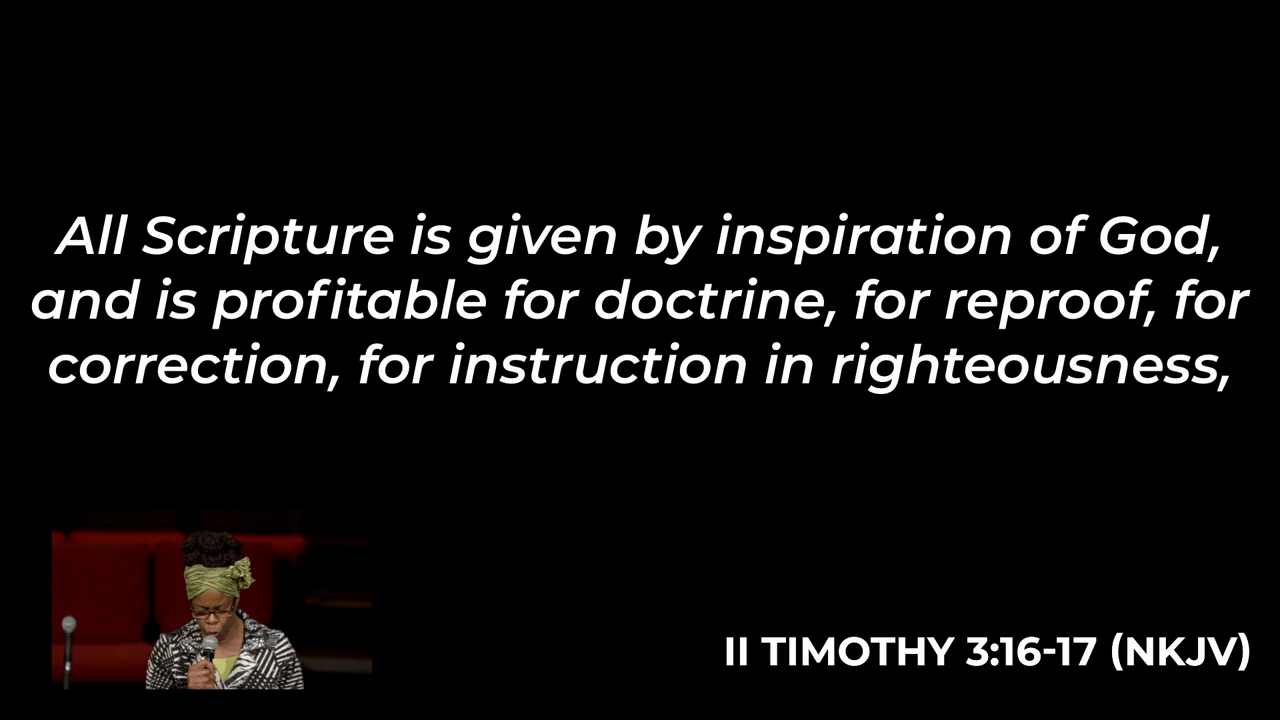 All Scripture is given by inspiration of God,
and is profitable for doctrine, for reproof, for
correction, for instruction in righteousness,
II TIMOTHY 3:16-17 (NKJV)